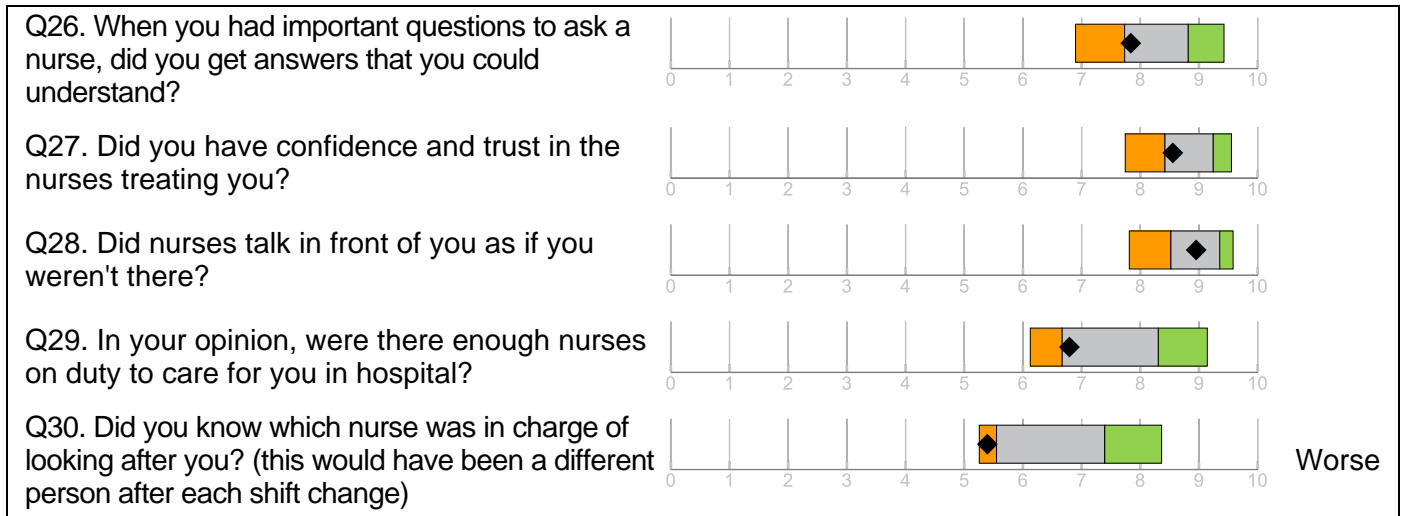 Q26. When you had important questions to ask a
nurse, did you get answers that you could
understand?
0 1 2 3 4 5 6 7 8 9 10
Q27. Did you have confidence and trust in the
nurses treating you?
0 1 2 3 4 5 6 7 8 9 10
Q28. Did nurses talk in front of you as if you
weren't there?
0 1 2 3 4 5 6 7 8 9 10
Q29. In your opinion, were there enough nurses
on duty to care for you in hospital?
0 1 2 3 4 5 6 7 8 9 10
Q30. Did you know which nurse was in charge of
looking after you? (this would have been a different
person after each shift change)
0 1 2 3 4 5 6 7 8 9 10
Worse